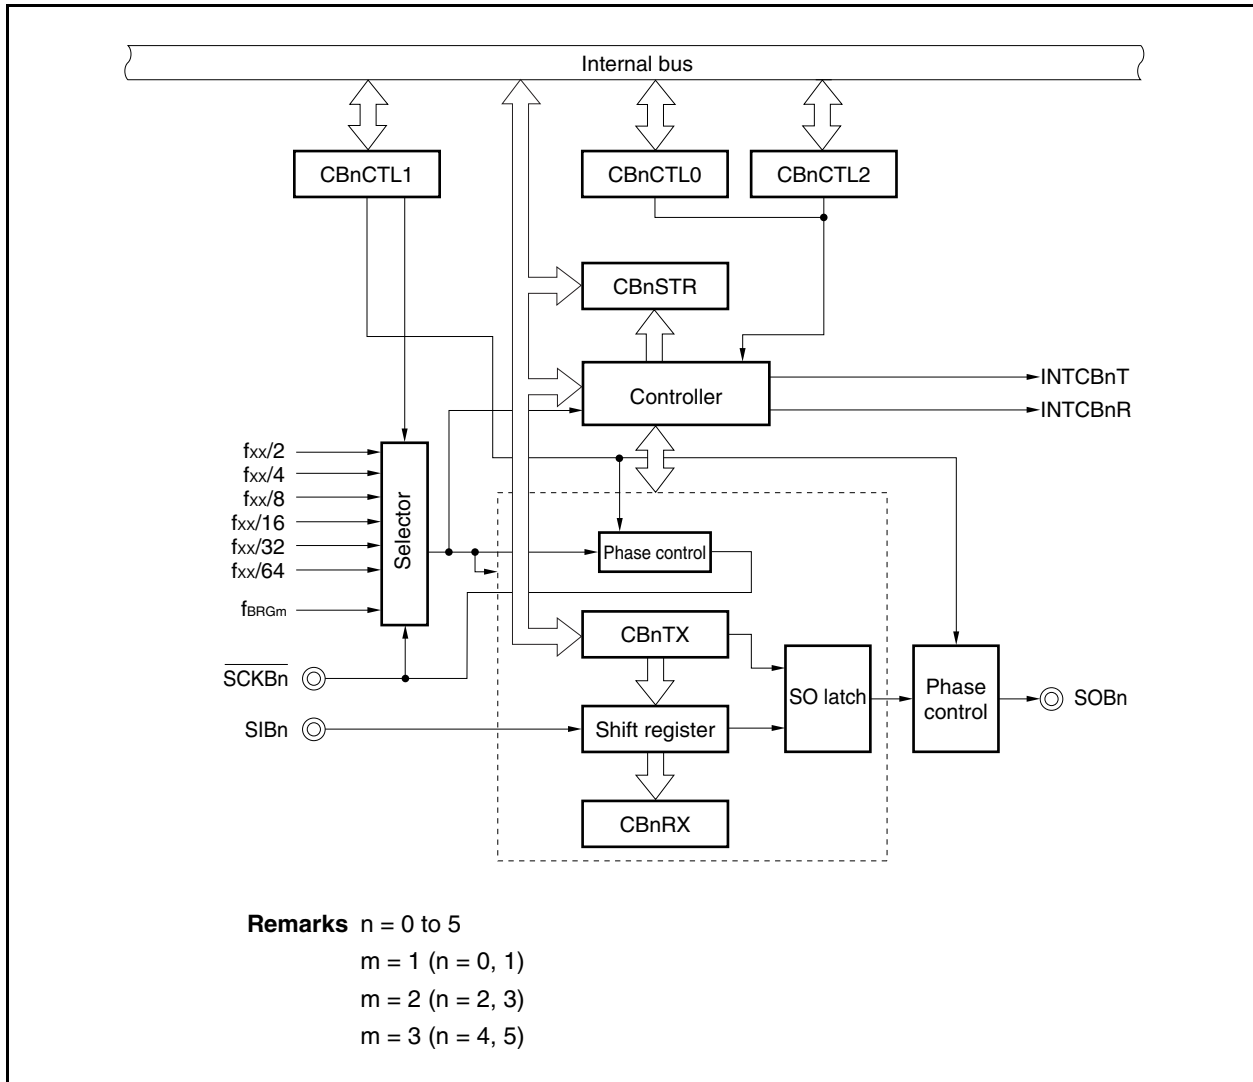 Internal bus
CBnCTL1
CBnCTL0
CBnCTL2
CBnSTR
Controller
INTCBnT
INTCBnR
fxx/2
fxx/4
fxx/8
fxx/16
fxx/32
fxx/64
fBRGm
Selector
Phase control
CBnTX
SCKBn
SO latch
Phase
control
SOBn
SIBn
Shift register
CBnRX
Remarks n = 0 to 5
m = 1 (n = 0, 1)
m = 2 (n = 2, 3)
m = 3 (n = 4, 5)